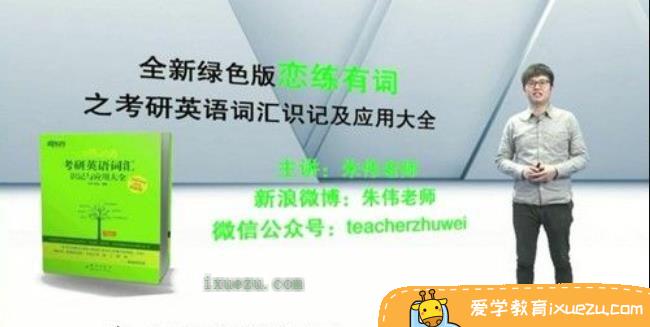 全新绿色版恋练有词
之考研英语词汇识记及应用大全
主讲：朱伟老师
新浪微博：朱伟老师
微信公众号：teacherzhuwei
考研英语词汇
识记与应用大全
ixuezu.com
爱学教育ixuezu.com